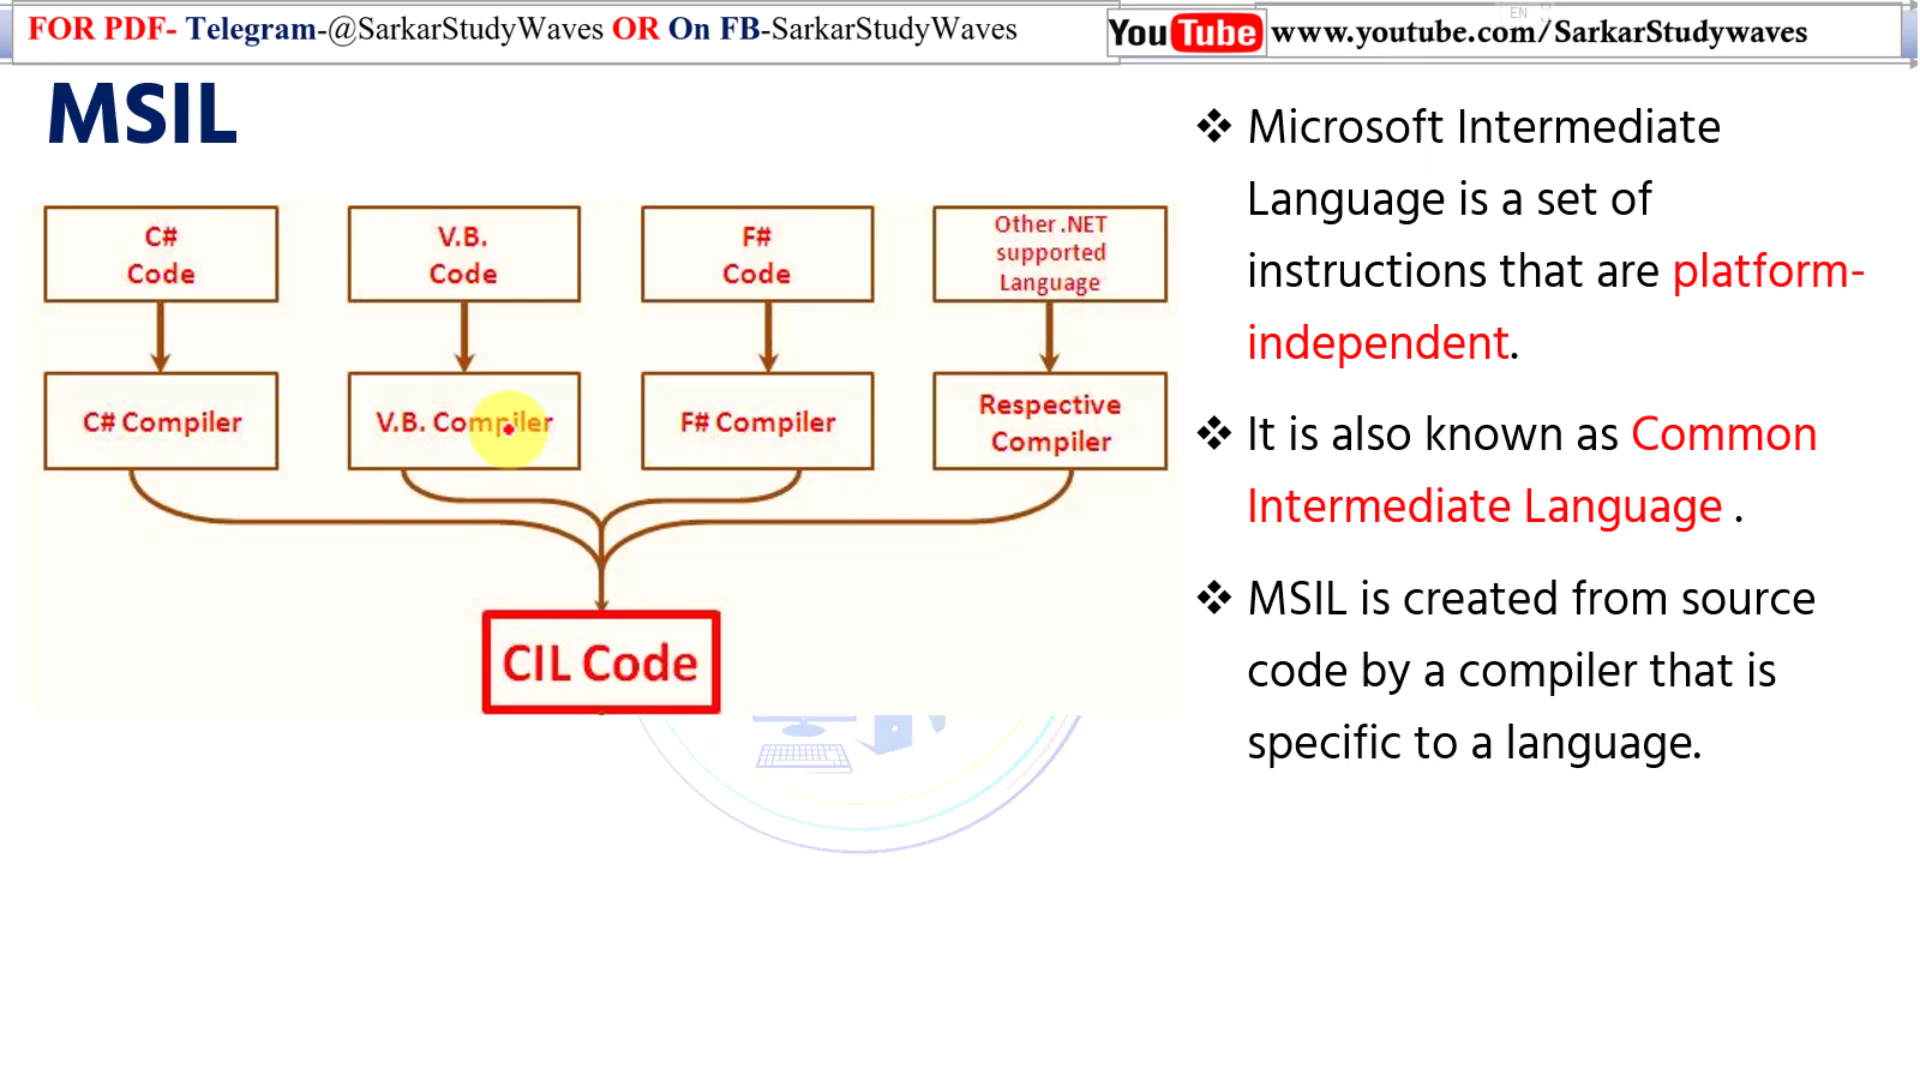 FOR PDF- Telegram-@SarkarStudyWaves OR On FB-SarkarStudyWaves
YouTube www.youtube.com/SarkarStudywaves
EN
MSIL
C#
Code
V.B.
Code
F#
Code
Other .NET
supported
Language
C# Compiler
V.B. Compiler
F# Compiler
Respective
Compiler
CIL Code
❖ Microsoft Intermediate
Language is a set of
instructions that are platform-
independent.
❖ It is also known as Common
Intermediate Language .
❖ MSIL is created from source
code by a compiler that is
specific to a language.